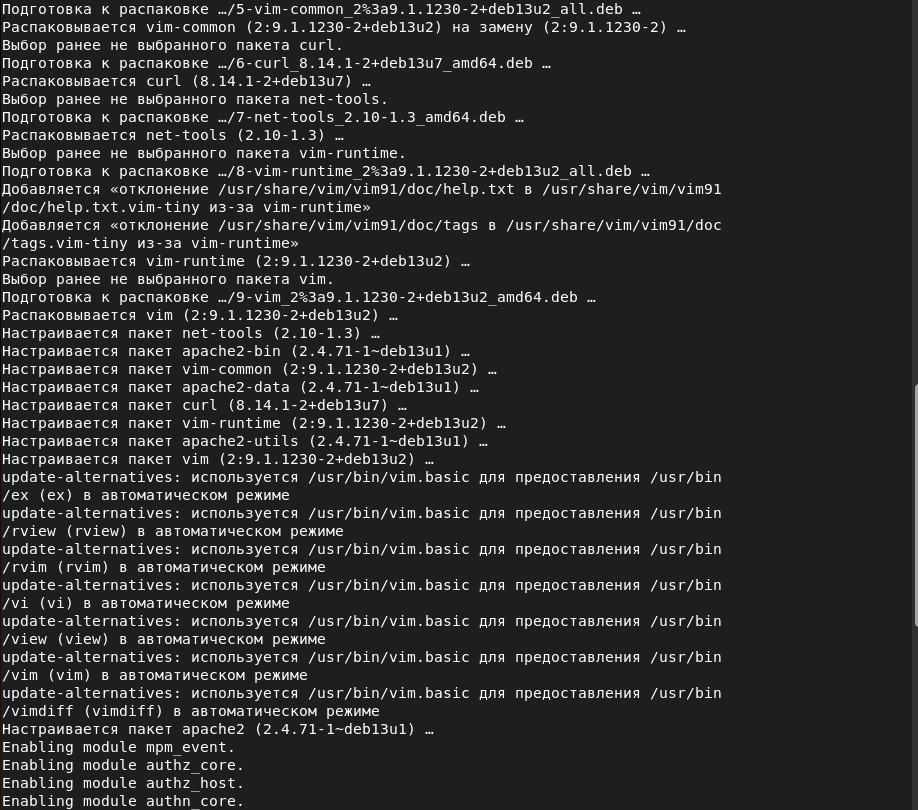 Подготовка к распаковке …/5-vim-common_2%3a9.1.1230-2+deb13u2_all.deb …
Распаковывается vim-common (2:9.1.1230-2+deb13u2) на замену (2:9.1.1230-2) …
Выбор ранее не выбранного пакета curl.
Подготовка к распаковке …/6-curl_8.14.1-2+deb13u7_amd64.deb …
Распаковывается curl (8.14.1-2+deb13u7) …
Выбор ранее не выбранного пакета net-tools.
Подготовка к распаковке …/7-net-tools_2.10-1.3_amd64.deb …
Распаковывается net-tools (2.10-1.3) …
Выбор ранее не выбранного пакета vim-runtime.
Подготовка к распаковке …/8-vim-runtime_2%3a9.1.1230-2+deb13u2_all.deb …
Добавляется «отклонение /usr/share/vim/vim91/doc/help.txt в /usr/share/vim/vim91
/doc/help.txt.vim-tiny из-за vim-runtime»
Добавляется «отклонение /usr/share/vim/vim91/doc/tags в /usr/share/vim/vim91/doc
/tags.vim-tiny из-за vim-runtime»
Распаковывается vim-runtime (2:9.1.1230-2+deb13u2) …
Выбор ранее не выбранного пакета vim.
Подготовка к распаковке …/9-vim_2%3a9.1.1230-2+deb13u2_amd64.deb …
Распаковывается vim (2:9.1.1230-2+deb13u2) …
Настраивается пакет net-tools (2.10-1.3) …
Настраивается пакет apache2-bin (2.4.71-1~deb13u1) …
Настраивается пакет vim-common (2:9.1.1230-2+deb13u2) …
Настраивается пакет apache2-data (2.4.71-1~deb13u1) …
Настраивается пакет curl (8.14.1-2+deb13u7) …
Настраивается пакет vim-runtime (2:9.1.1230-2+deb13u2) …
Настраивается пакет apache2-utils (2.4.71-1~deb13u1) …
Настраивается пакет vim (2:9.1.1230-2+deb13u2) …
update-alternatives: используется /usr/bin/vim.basic для предоставления /usr/bin
/ex (ex) в автоматическом режиме
update-alternatives: используется /usr/bin/vim.basic для предоставления /usr/bin
/rview (rview) в автоматическом режиме
update-alternatives: используется /usr/bin/vim.basic для предоставления /usr/bin
/rvim (rvim) в автоматическом режиме
update-alternatives: используется /usr/bin/vim.basic для предоставления /usr/bin
/vi (vi) в автоматическом режиме
update-alternatives: используется /usr/bin/vim.basic для предоставления /usr/bin
/view (view) в автоматическом режиме
update-alternatives: используется /usr/bin/vim.basic для предоставления /usr/bin
/vim (vim) в автоматическом режиме
update-alternatives: используется /usr/bin/vim.basic для предоставления /usr/bin
/vimdiff (vimdiff) в автоматическом режиме
Настраивается пакет apache2 (2.4.71-1~deb13u1) …
Enabling module mpm_event.
Enabling module authz_core.
Enabling module authz_host.
Enabling module authn_core.